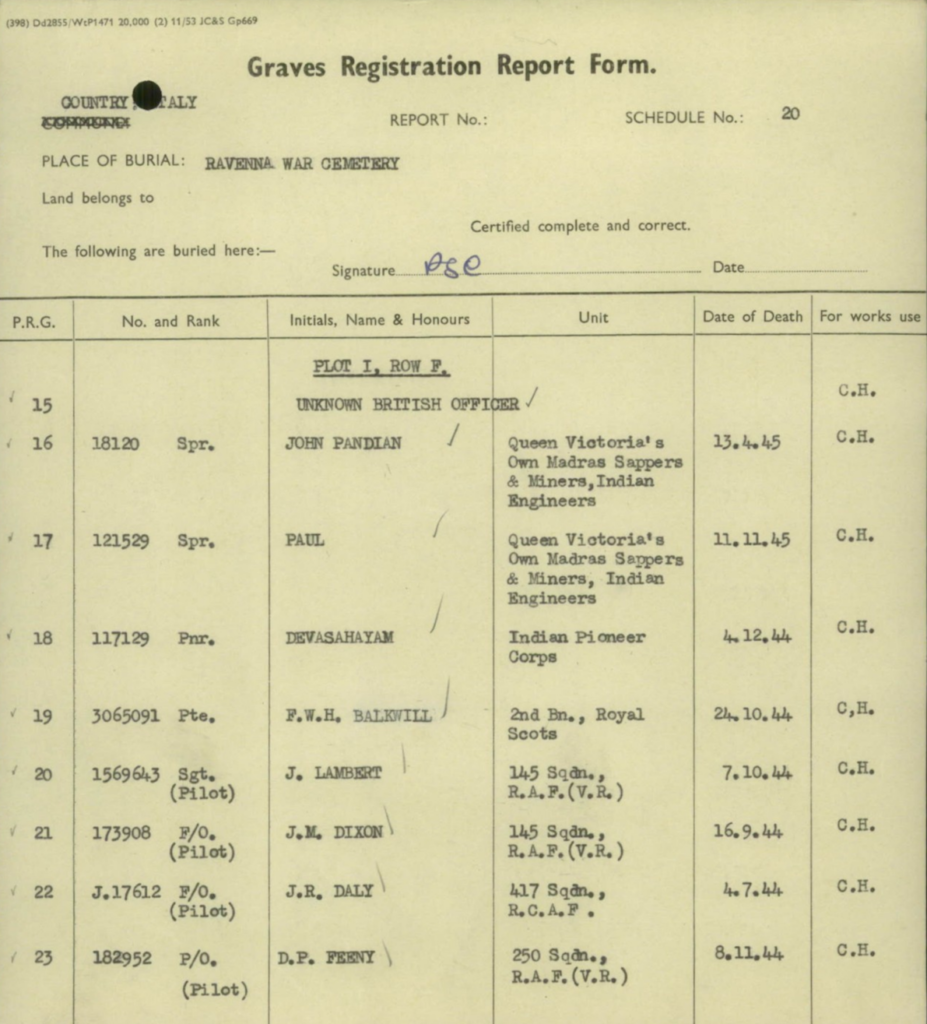 (398) Dd2855/WtP1471 20,000 (2) 11/53 JC&S Gp669
Graves Registration Report Form.
COUNTRY ITALY
REPORT No.:
SCHEDULE No.: 20
PLACE OF BURIAL: RAVENNA WAR CEMETERY
Land belongs to
Certified complete and correct.
The following are buried here:—
Signature Date
P.R.G. No. and Rank Initials, Name & Honours Unit Date of Death For works use
PLOT I, ROW F.
15 UNKNOWN BRITISH OFFICER C.H.
16 18120 Spr. JOHN PANDIAN Queen Victoria's 13.4.45 C.H.
Own Madras Sappers
& Miners,Indian
Engineers
17 121529 Spr. PAUL Queen Victoria's 11.11.45 C.H.
Own Madras Sappers
& Miners, Indian
Engineers
18 117129 Pnr. DEVASAHAYAM Indian Pioneer 4.12.44 C.H.
Corps
19 3065091 Pte. F.W.H. BALKWILL 2nd Bn., Royal 24.10.44 C,H.
Scots
20 1569643 Sgt. J. LAMBERT 145 Sqdn., 7.10.44 C.H.
(Pilot) R.A.F.(V.R.)
21 173908 F/O. J.M. DIXON 145 Sqdn., 16.9.44 C.H.
(Pilot) R.A.F.(V.R.)
22 J.17612 F/O. J.R. DALY 417 Sqdn., 4.7.44 C.H.
(Pilot) R.C.A.F .
23 182952 P/O. D.P. FEENY 250 Sqdn., 8.11.44 C.H.
(Pilot) R.A.F.(V.R.)